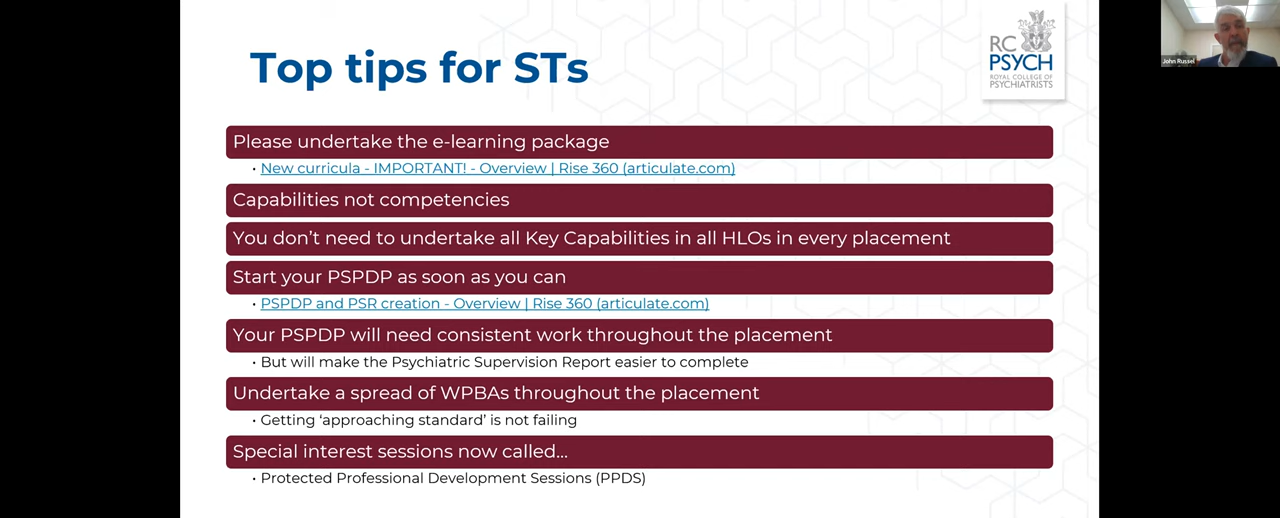 Top tips for STs
RC
PSYCH
ROYAL COLLEGE OF
PSYCHIATRISTS
John Russel
Please undertake the e-learning package
• New curricula - IMPORTANT! - Overview | Rise 360 (articulate.com)
Capabilities not competencies
You don't need to undertake all Key Capabilities in all HLOs in every placement
Start your PSPDP as soon as you can
• PSPDP and PSR creation - Overview | Rise 360 (articulate.com)
Your PSPDP will need consistent work throughout the placement
• But will make the Psychiatric Supervision Report easier to complete
Undertake a spread of WPBAs throughout the placement
• Getting 'approaching standard' is not failing
Special interest sessions now called...
• Protected Professional Development Sessions (PPDS)